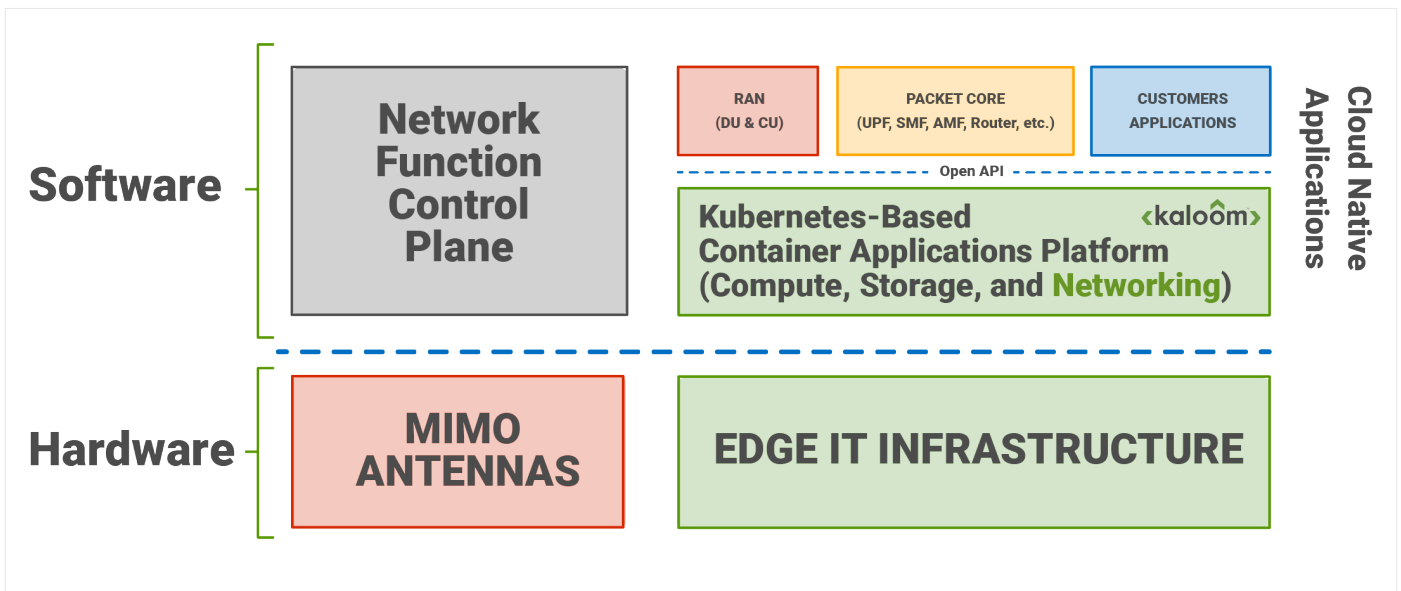 Software
Network
Function
Control
Plane
RAN
(DU & CU)
PACKET CORE
(UPF, SMF, AMF, Router, etc.)
CUSTOMERS
APPLICATIONS
Open API
Kubernetes-Based
Container Applications Platform
(Compute, Storage, and Networking)
‹kaloôm›
Cloud Native
Applications
Hardware
MIMO
ANTENNAS
EDGE IT INFRASTRUCTURE